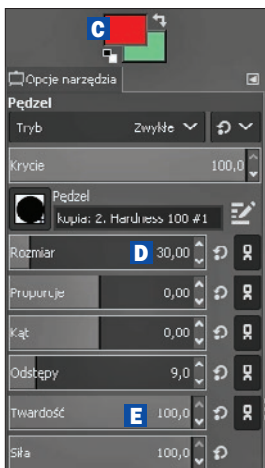 C
Opcje narzędzia
Pędzel
Tryb Zwykłe
Krycie 100,0
Pędzel
kopia: 2. Hardness 100 #1
Rozmiar D 30,00
Proporcje 0,00
Kąt 0,00
Odstępy 9,0
Twardość E 100,0
Siła 100,0